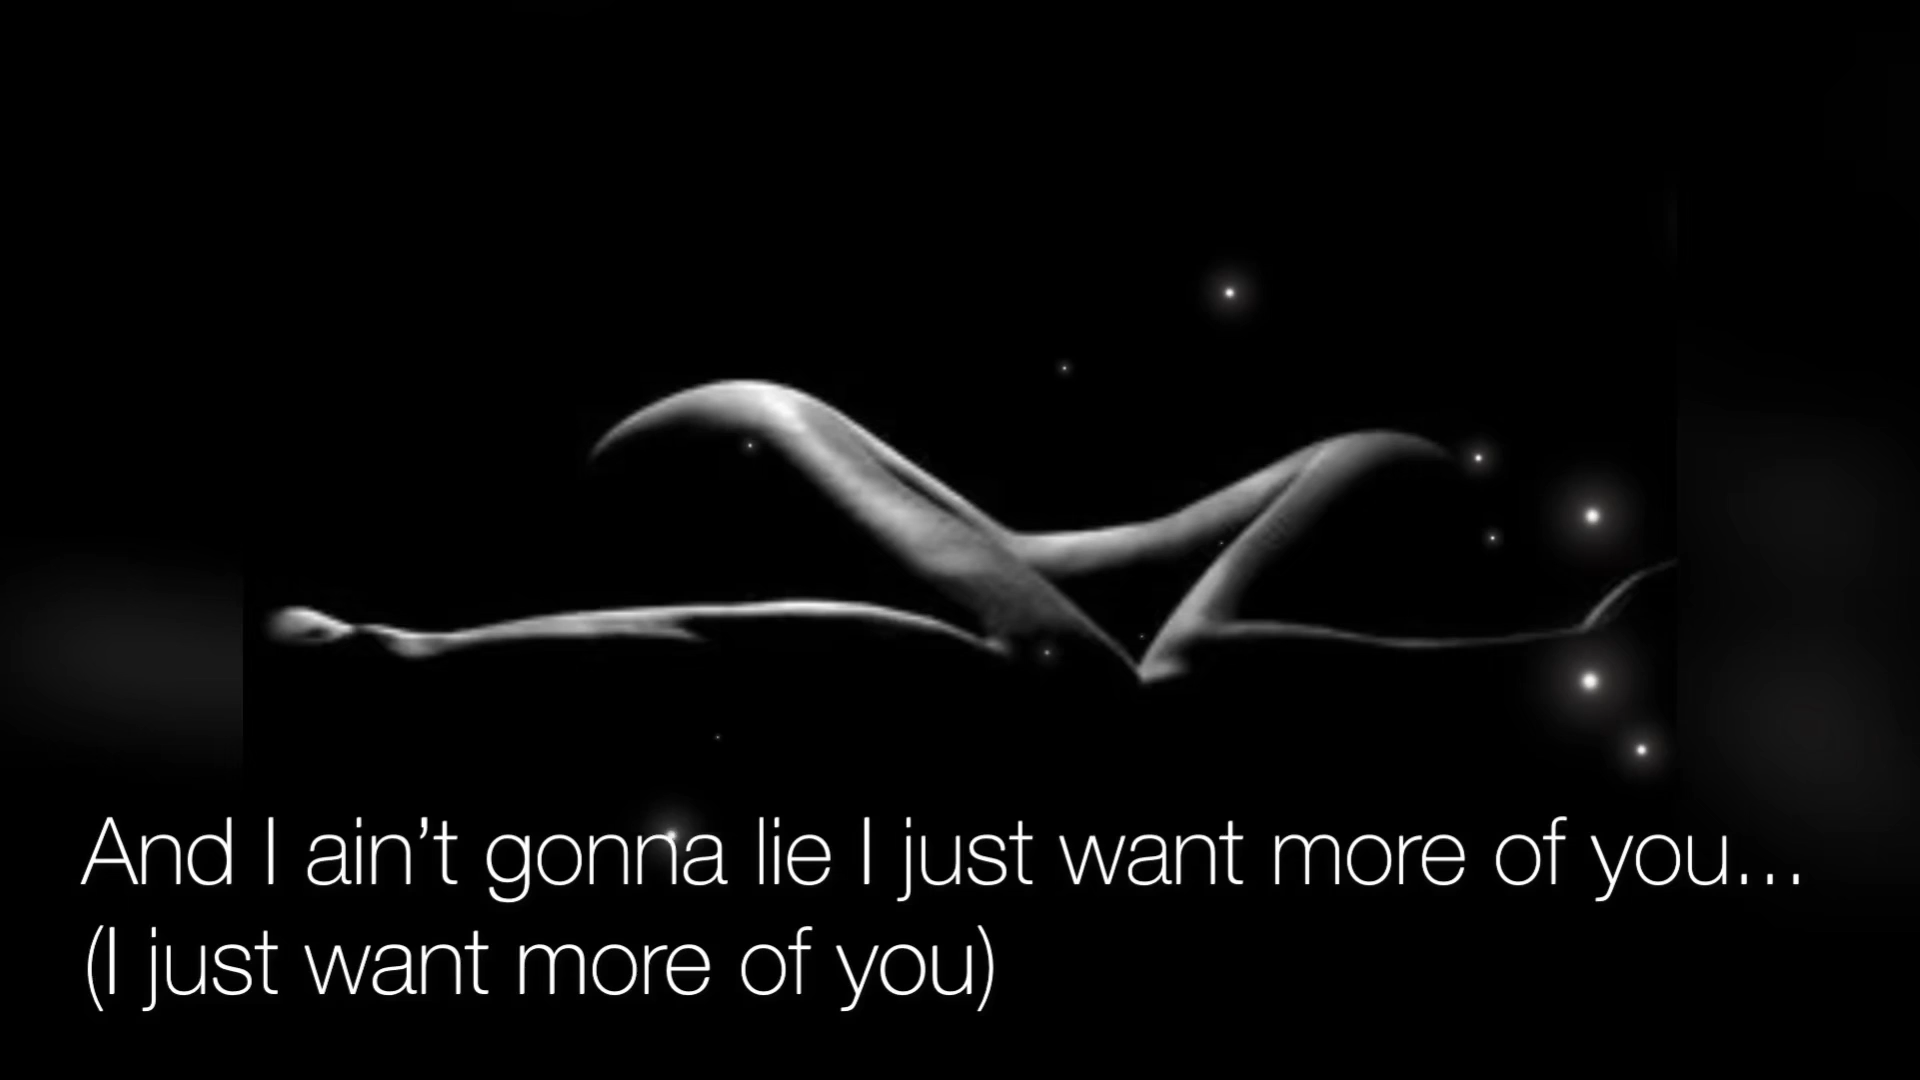 And I ain’t gonna lie I just want more of you...
(I just want more of you)